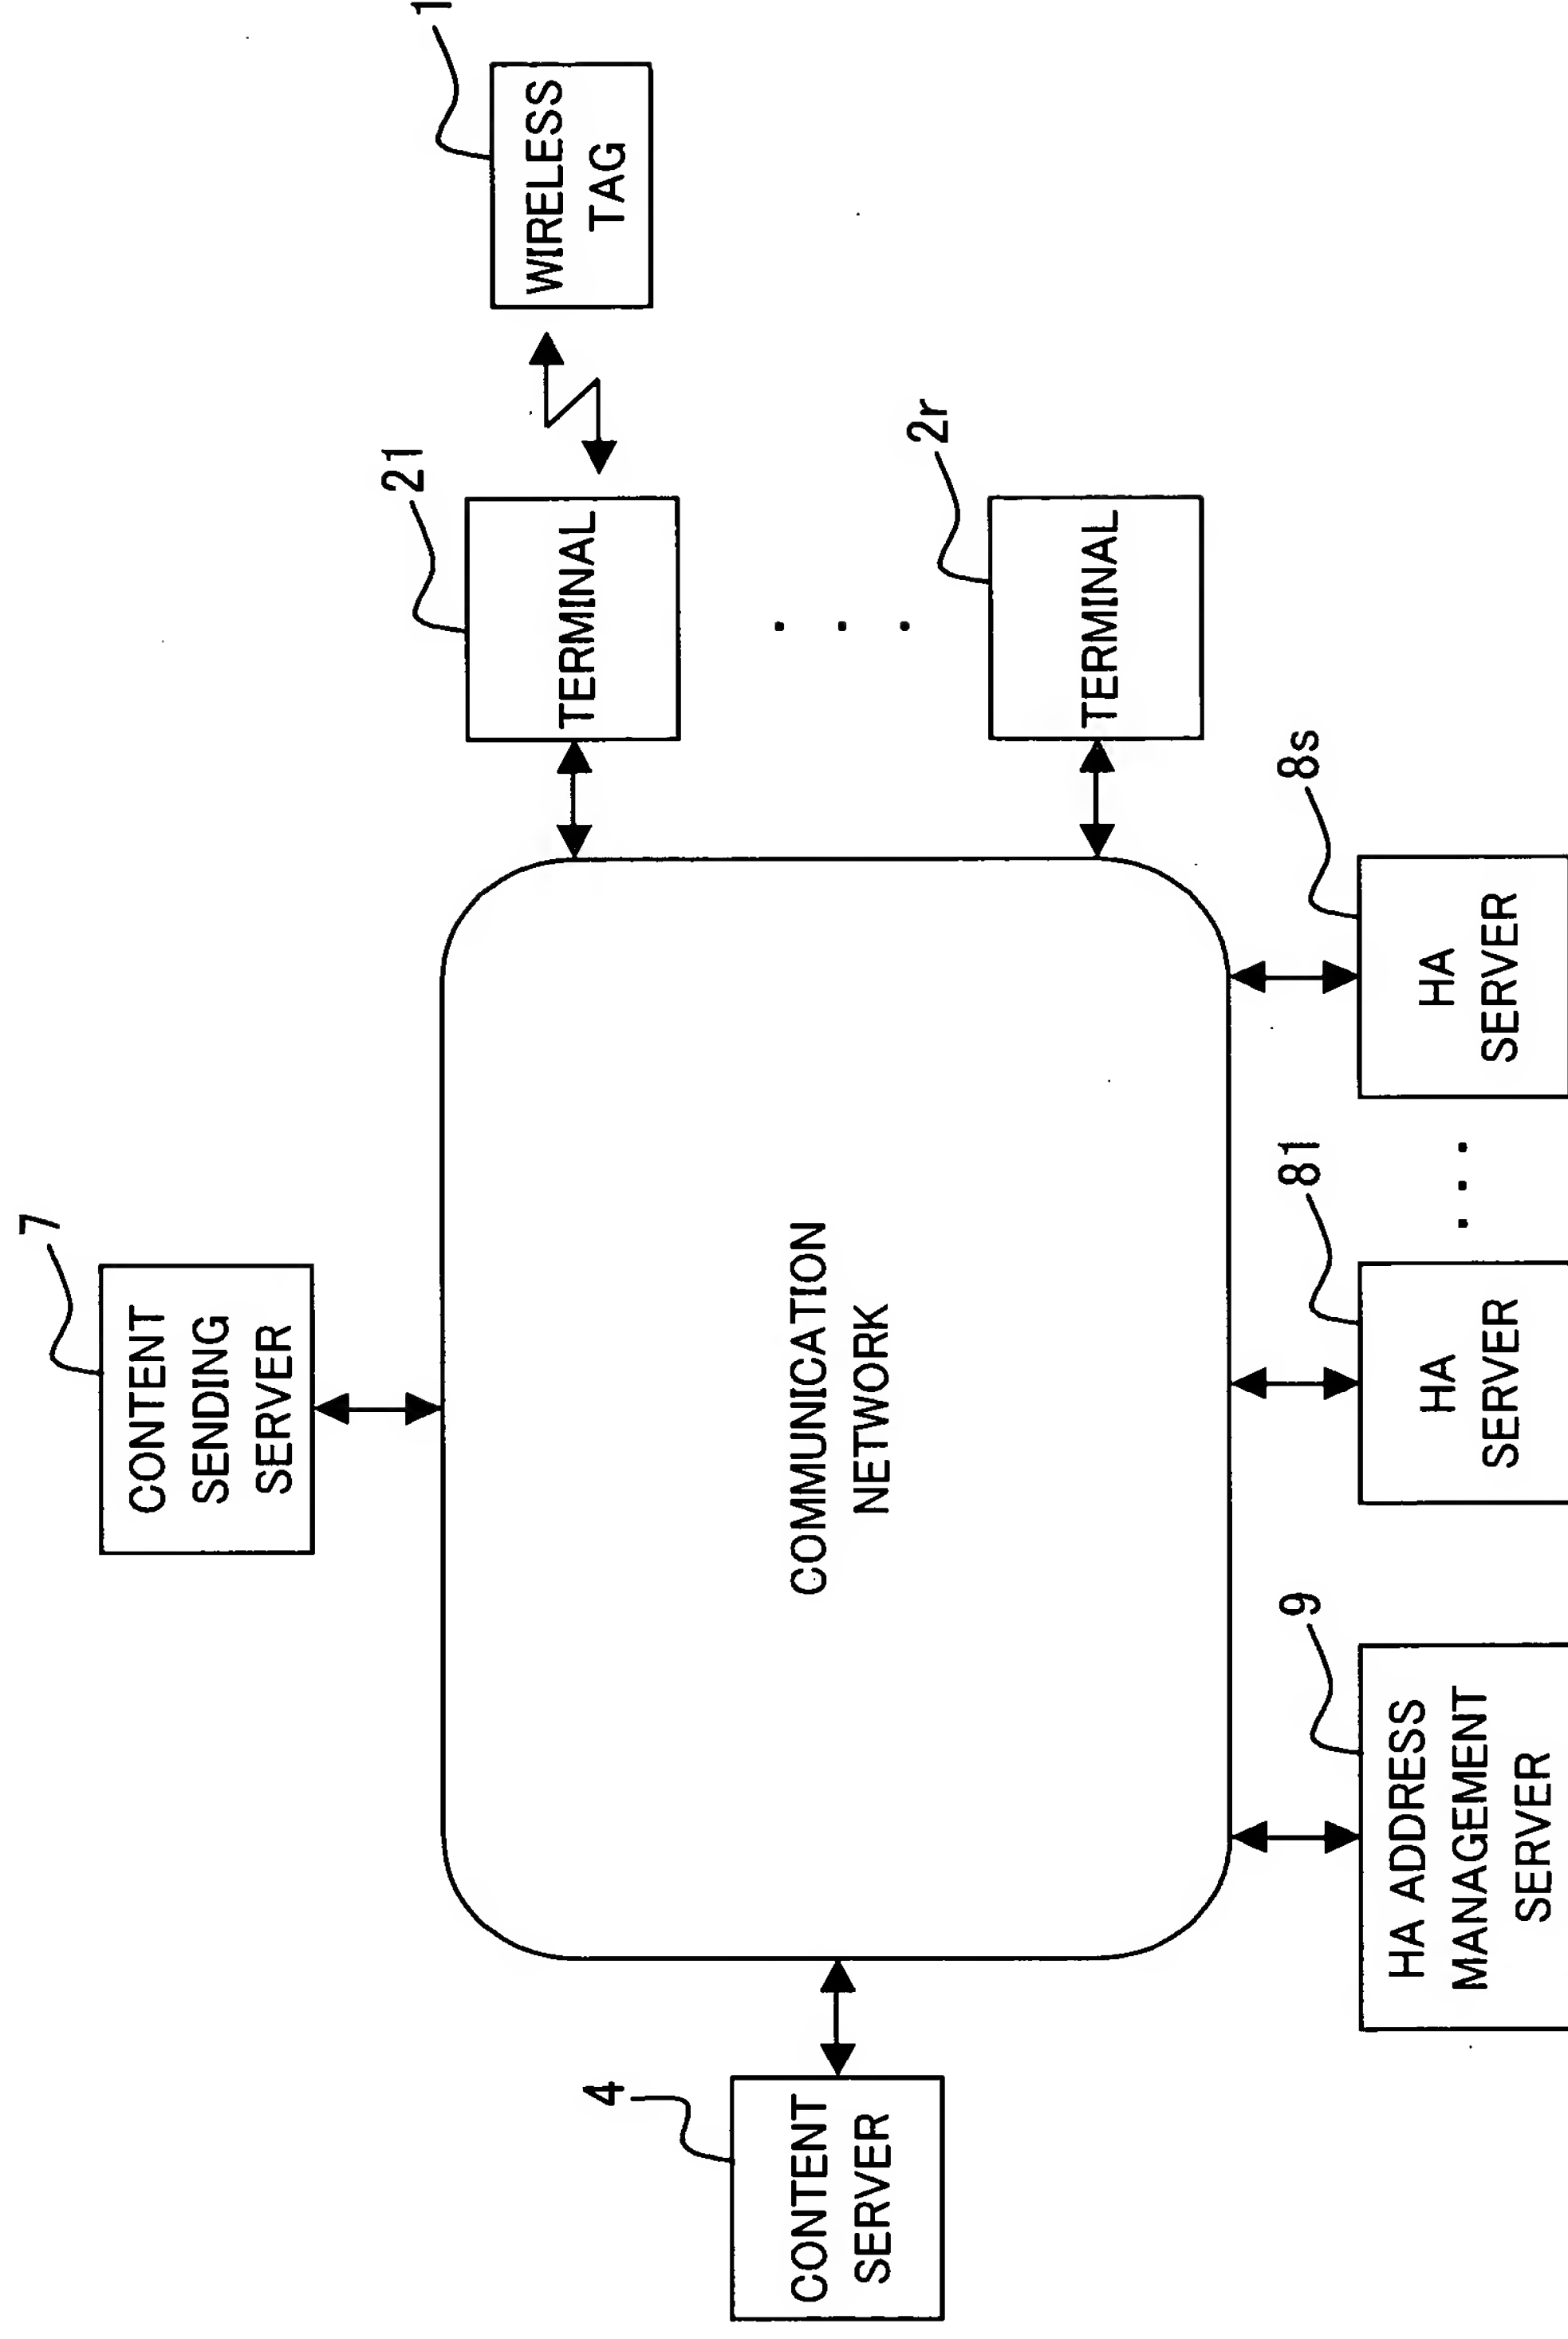 7
CONTENT
SENDING
SERVER
4
CONTENT
SERVER
COMMUNICATION
NETWORK
21
TERMINAL
1
WIRELESS
TAG
. . .
2r
TERMINAL
9
HA ADDRESS
MANAGEMENT
SERVER
81
HA
SERVER
. . .
8s
HA
SERVER